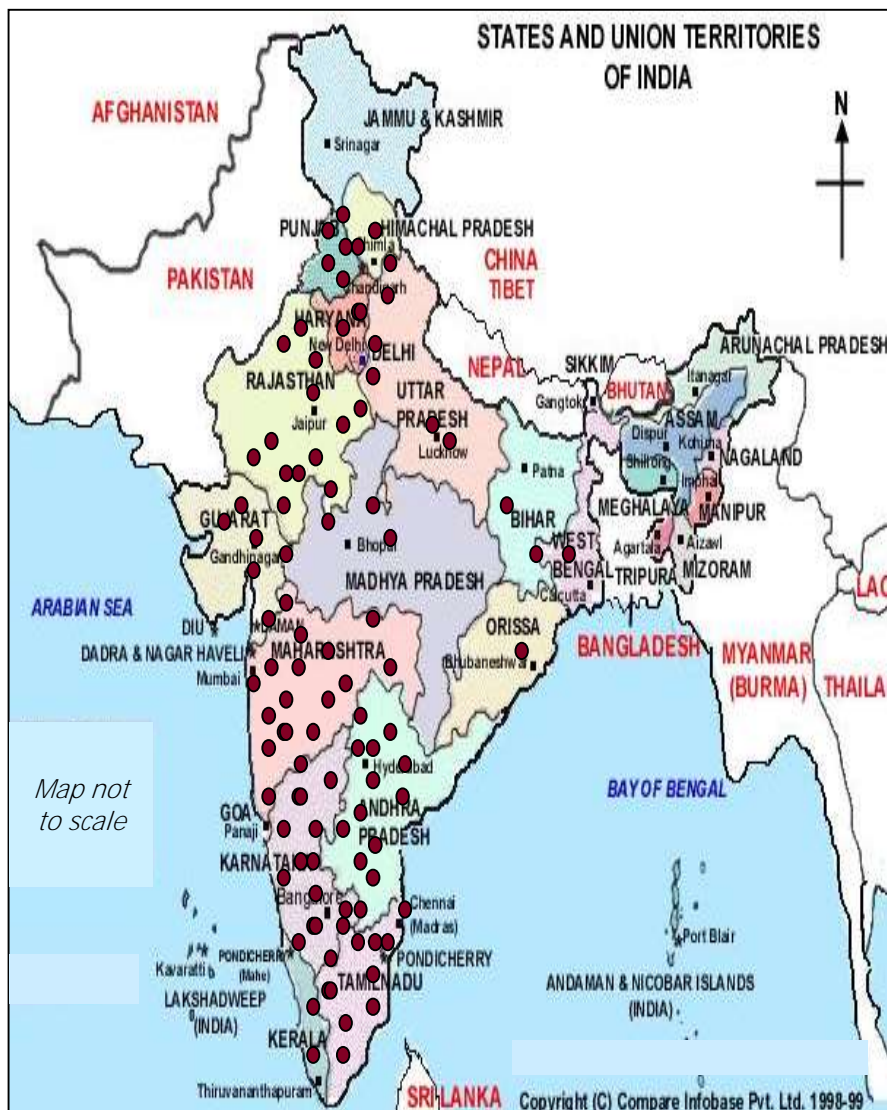 STATES AND UNION TERRITORIES
OF INDIA
N
AFGHANISTAN
JAMMU & KASHMIR
Srinagar
PUNJAB
HIMACHAL PRADESH
Shimla
CHINA
TIBET
PAKISTAN
Chandigarh
HARYANA
New Delhi
DELHI
ARUNACHAL PRADESH
SIKKIM
NEPAL
BHUTAN
Itanagar
RAJASTHAN
UTTAR
PRADESH
Gangtok
ASSAM
Jaipur
Dispur
Kohima
Lucknow
NAGALAND
Patna
Shillong
Imphal
MEGHALAYA
MANIPUR
GUJARAT
BIHAR
Gandhinagar
Bhopal
WEST
BENGAL
Agartala
Aizawl
MADHYA PRADESH
TRIPURA
MIZORAM
Calcutta
LAO
ARABIAN SEA
DIU
DAMAN
ORISSA
BANGLADESH
DADRA & NAGAR HAVELI
MAHARASHTRA
Bhubaneshwar
MYANMAR
(BURMA)
THAILA
Mumbai
Map not
to scale
Hyderabad
BAY OF BENGAL
GOA
Panaji
ANDHRA
PRADESH
KARNATAKA
Bangalore
Chennai
(Madras)
Port Blair
Kavaratti
PONDICHERRY
(Mahe)
PONDICHERRY
TAMILNADU
ANDAMAN & NICOBAR ISLANDS
(INDIA)
LAKSHADWEEP
(INDIA)
KERALA
Thiruvananthapuram
SRI LANKA
Copyright (C) Compare Infobase Pvt. Ltd. 1998-99